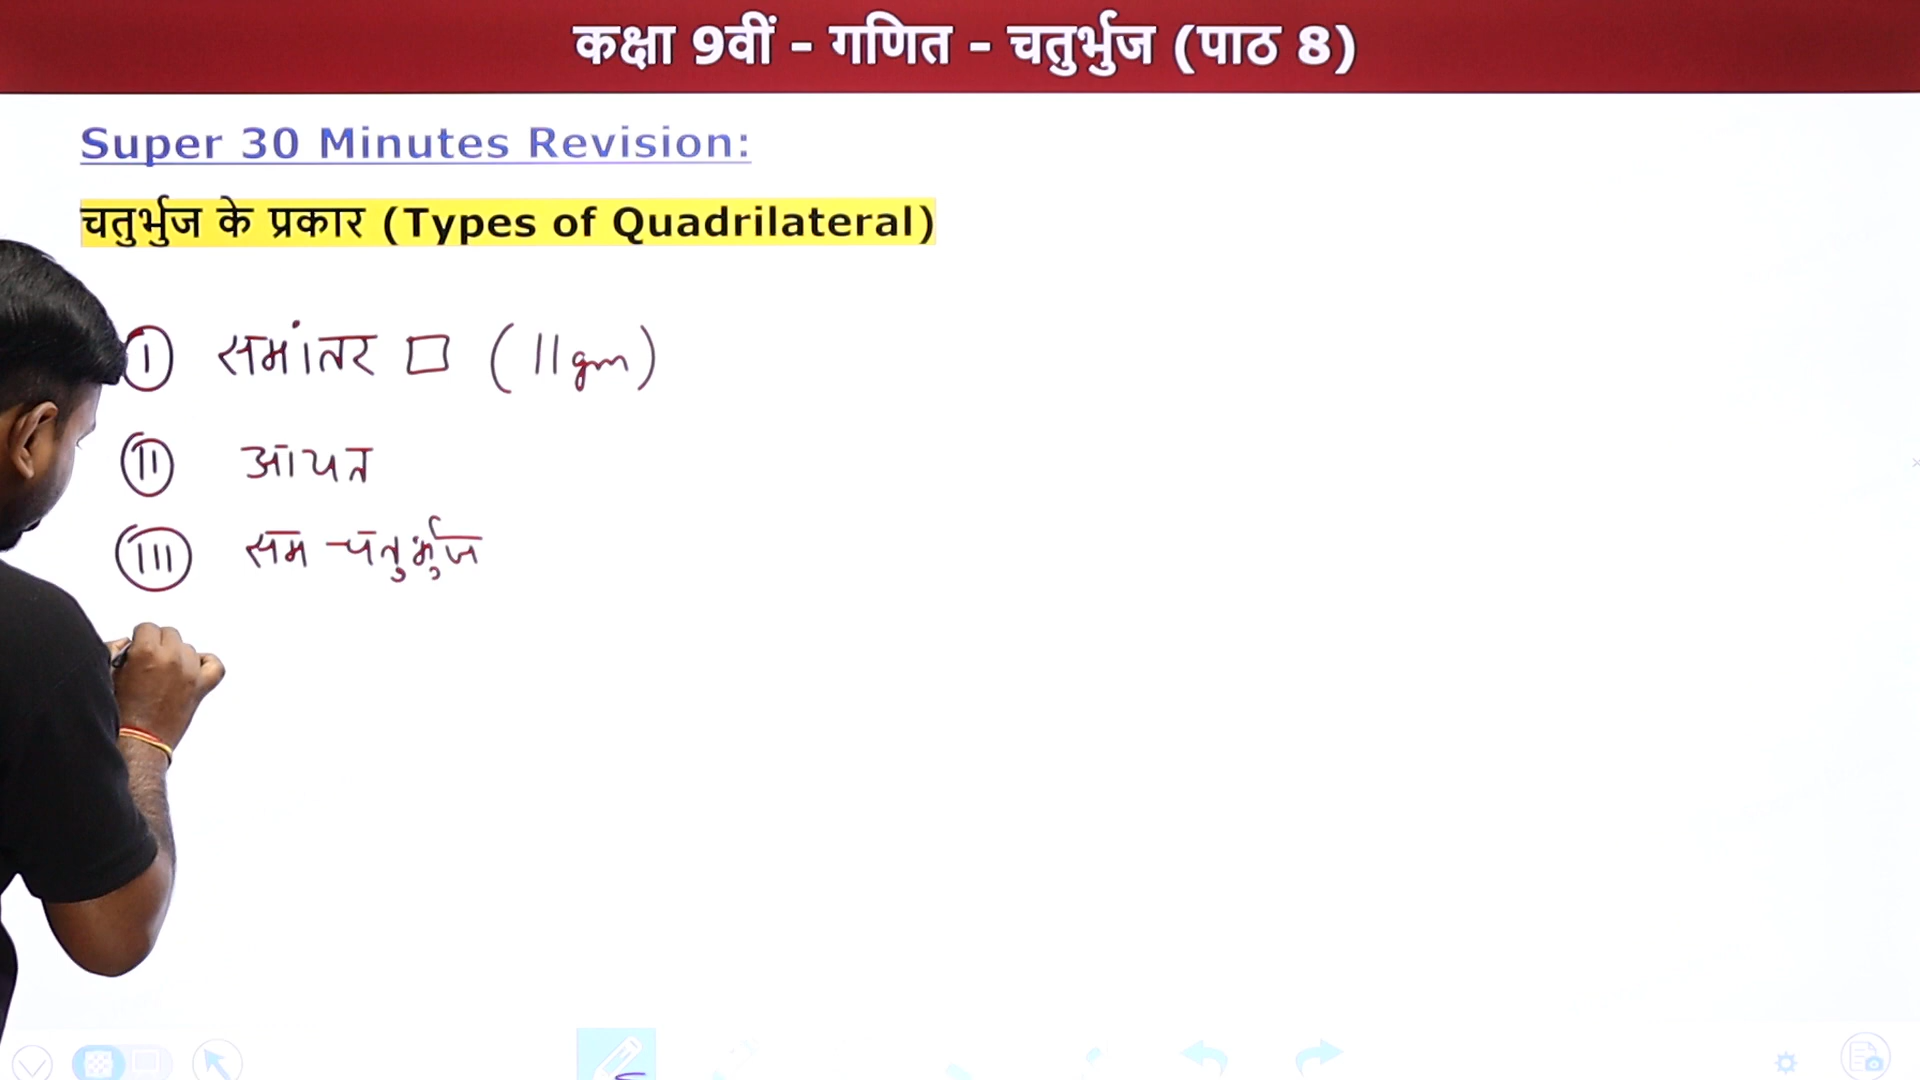 कक्षा 9वीं - गणित - चतुर्भुज (पाठ 8)
Super 30 Minutes Revision:
चतुर्भुज के प्रकार (Types of Quadrilateral)
I समांतर □ (||gm)
II आयत
III सम चतुर्भुज